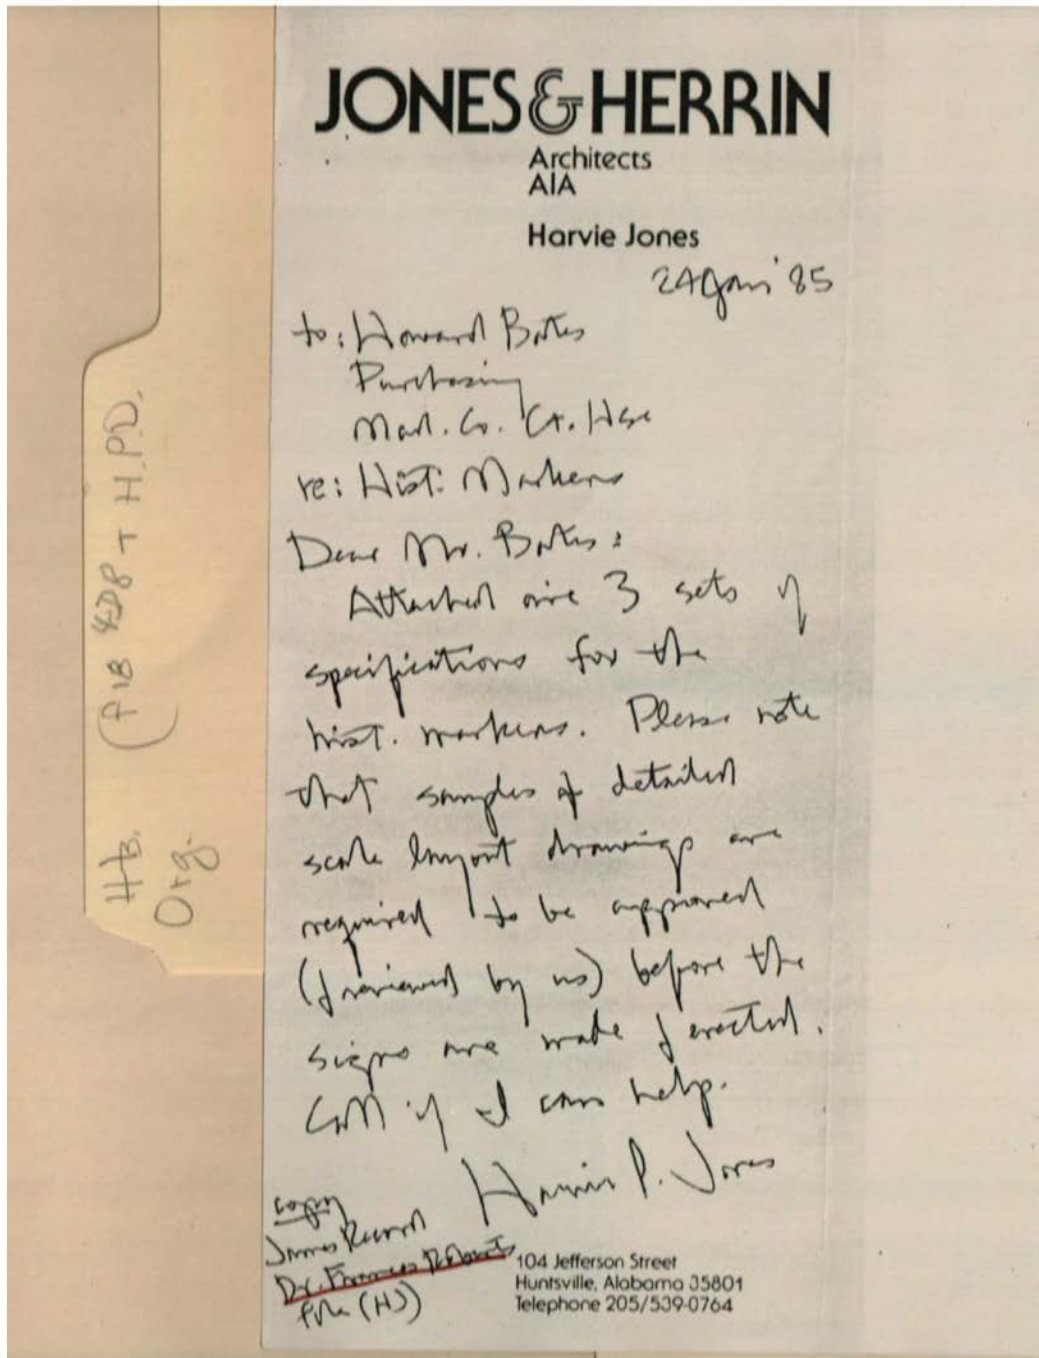 JONES & HERRIN
Architects
AIA
Harvie Jones
24 Jan '85
to: Howard Bates
Purchasing
Mad. Co. Ct. Hse
re: Hist. Markers
Dear Mr. Bates:
Attached are 3 sets of
specifications for the
hist. markers. Please note
that samples of detailed
scale layout drawings are
required to be approved
(& reviewed by us) before the
signs are made & erected.
Call if I can help.
Harvie P. Jones
copy
James Record
Dr. Frances Roberts
file (HJ)
104 Jefferson Street
Huntsville, Alabama 35801
Telephone 205/539-0764
Hb.
+ H.P.D.
Org.